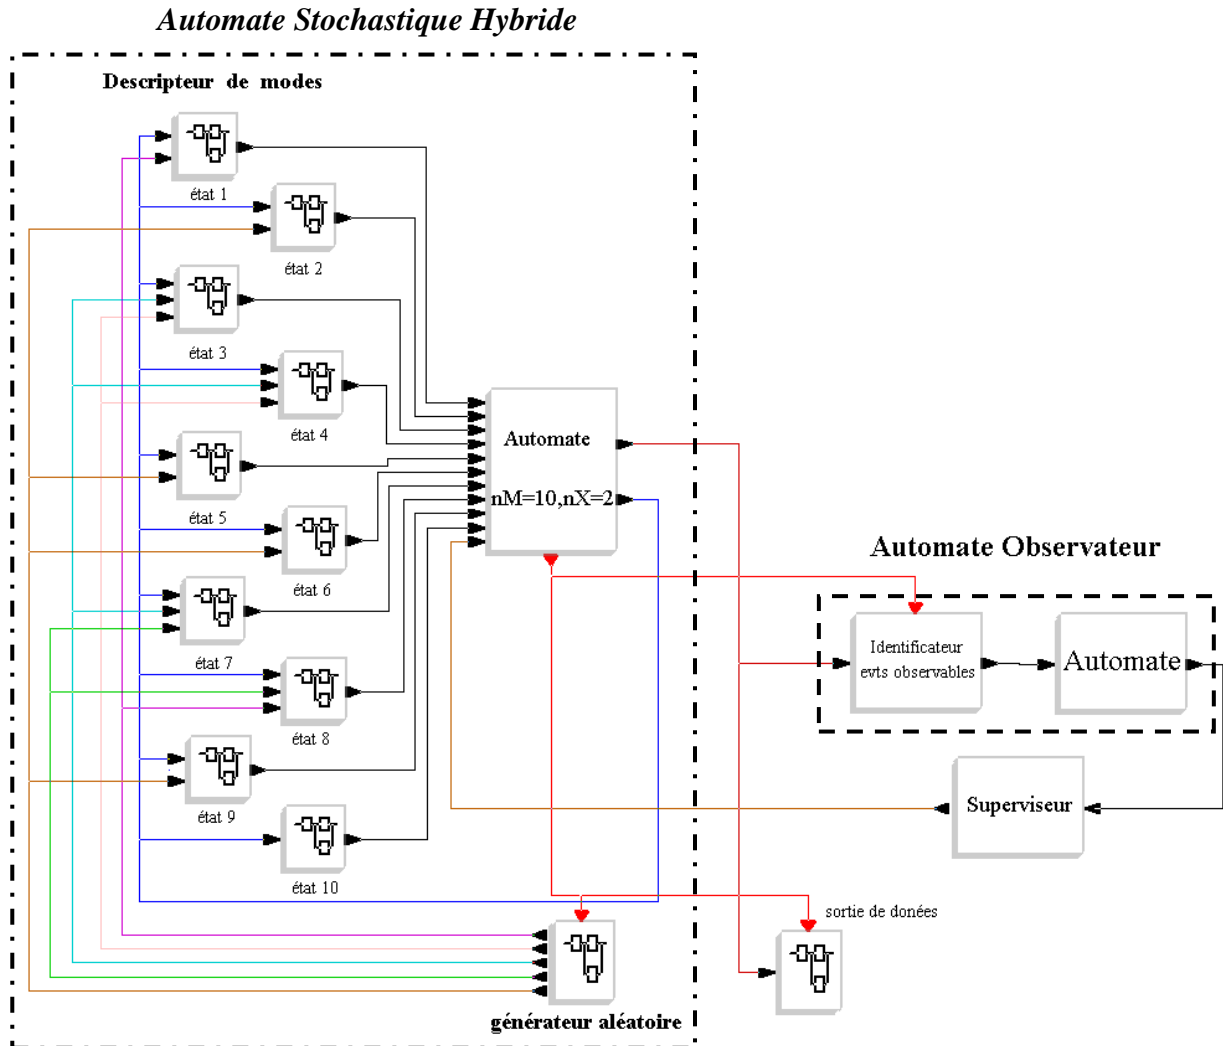 Automate Stochastique Hybride
Descripteur de modes
état 1
état 2
état 3
état 4
état 5
état 6
état 7
état 8
état 9
état 10
Automate
nM=10,nX=2
Automate Observateur
Identificateur
evts observables
Automate
Superviseur
sortie de donées
générateur aléatoire